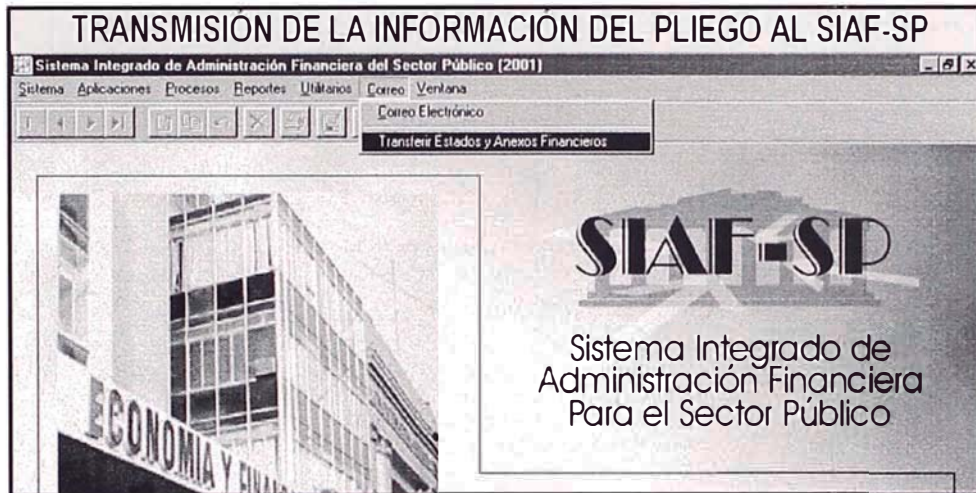 TRANSMISIÓN DE LA INFORMACIÓN DEL PLIEGO AL SIAF-SP
Sistema Integrado de Administración Financiera del Sector Público (2001)
Sistema Aplicaciones Procesos Reportes Utilitarios Correo Ventana
Correo Electrónico
Transferir Estados y Anexos Financieros
SIAF-SP
Sistema Integrado de
Administración Financiera
Para el Sector Público
ECONOMIA Y